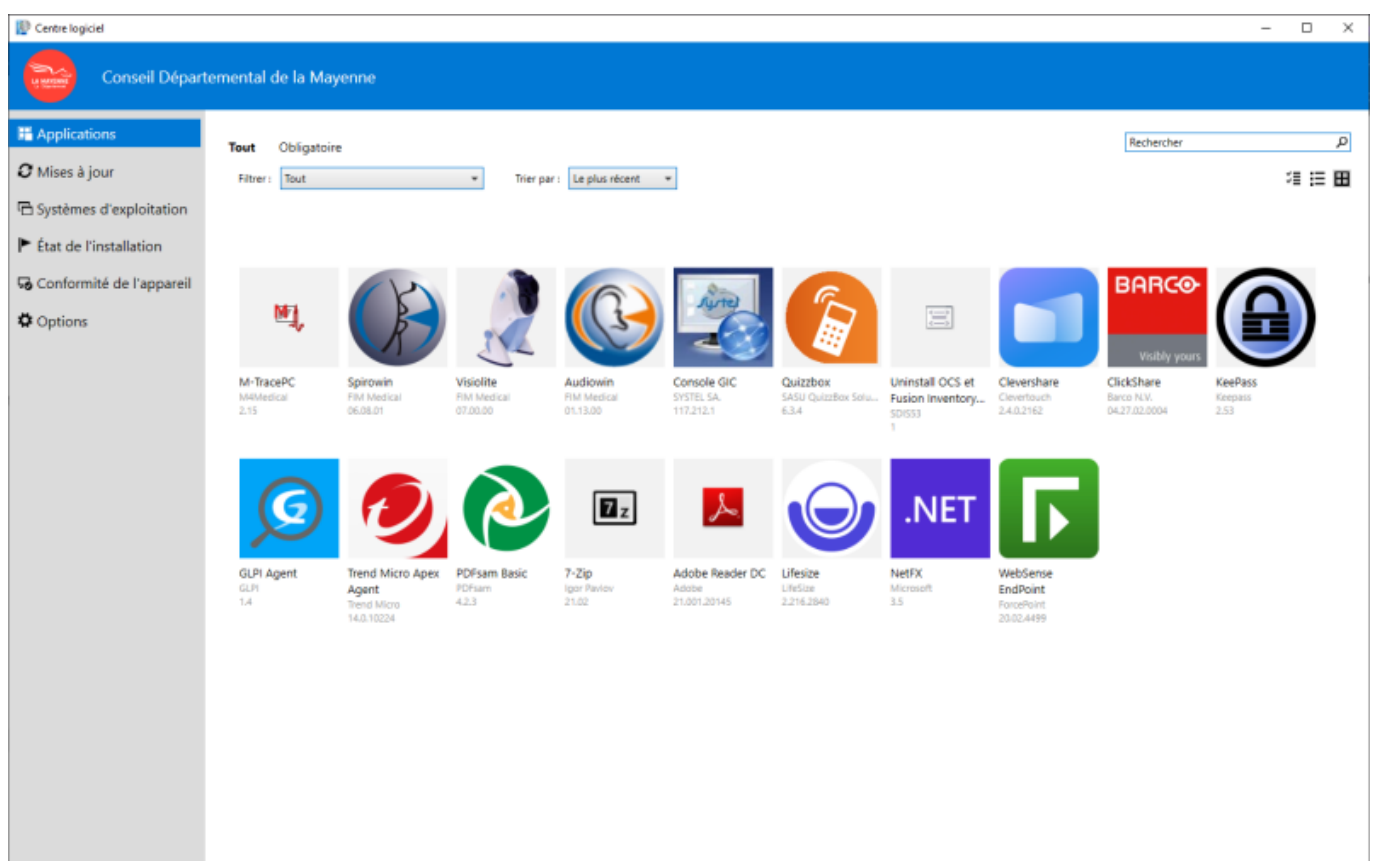 Centre logiciel
LA MAYENNE
Conseil Départemental de la Mayenne
Applications
Mises à jour
Systèmes d'exploitation
État de l'installation
Conformité de l'appareil
Options
Tout Obligatoire
Rechercher
Filtrer : Tout Trier par : Le plus récent
Systel
BARCO
Visibly yours
M-TracePC Spirowin Visiolite Audiowin Console GIC Quizzbox Uninstall OCS et Clevershare ClickShare KeePass
M4Medical FIM Medical FIM Medical FIM Medical SYSTEL SA. SASU QuizzBox Solu... Fusion Inventory... Clevertouch Barco N.V. Keepass
2.15 06.08.01 07.00.00 01.13.00 117.212.1 6.3.4 SDIS53 2.4.0.2162 04.27.02.0004 2.53
1
7z
.NET
GLPI Agent Trend Micro Apex PDFsam Basic 7-Zip Adobe Reader DC Lifesize NetFX WebSense
GLPI Agent PDFsam Igor Pavlov Adobe LifeSize Microsoft EndPoint
1.4 Trend Micro 4.2.3 21.02 21.001.20145 2.216.2840 3.5 ForcePoint
14.0.10224 20.02.4499